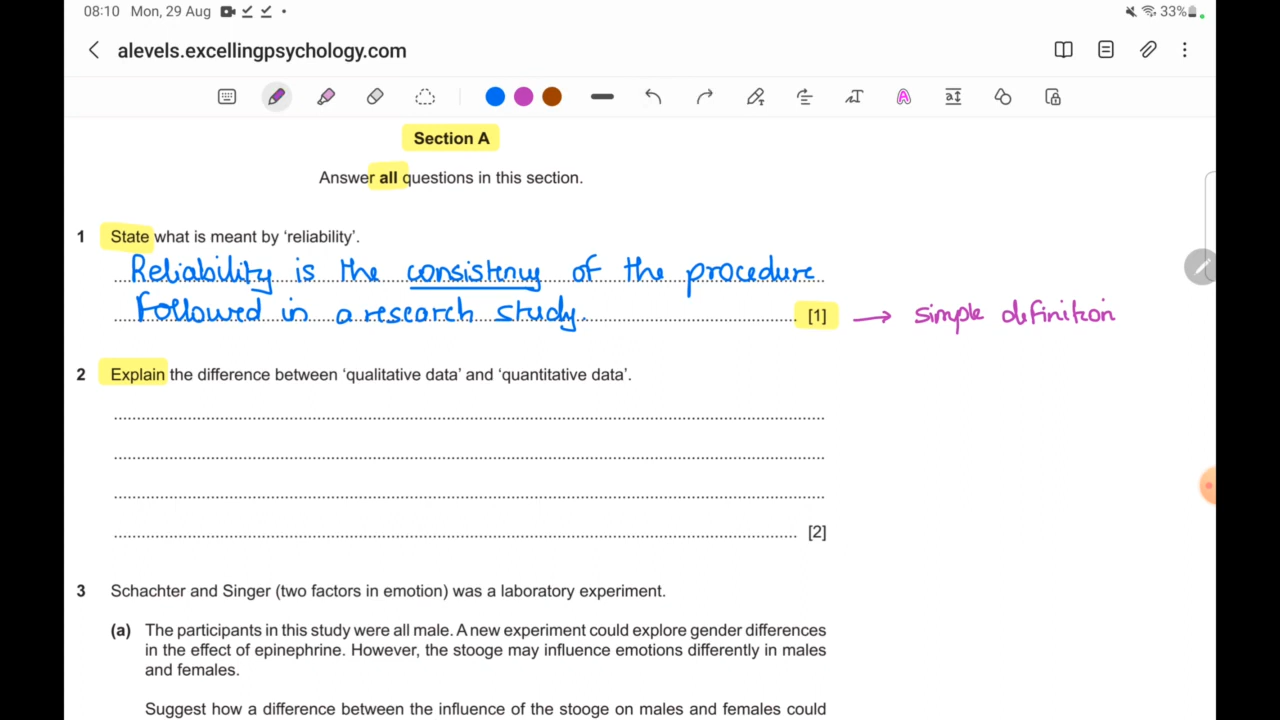 08:10 Mon, 29 Aug
33%
alevels.excellingpsychology.com
Section A
Answer all questions in this section.
1 State what is meant by ‘reliability’.
Reliability is the consistency of the procedure
followed in a research study. [1] → simple definition
2 Explain the difference between ‘qualitative data’ and ‘quantitative data’.
[2]
3 Schachter and Singer (two factors in emotion) was a laboratory experiment.
(a) The participants in this study were all male. A new experiment could explore gender differences
in the effect of epinephrine. However, the stooge may influence emotions differently in males
and females.
Suggest how a difference between the influence of the stooge on males and females could